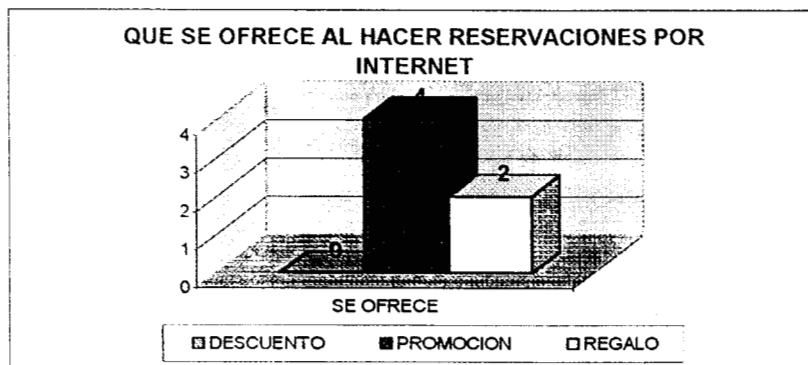 QUE SE OFRECE AL HACER RESERVACIONES POR
INTERNET
4
4
3
2
2
1
0
0
SE OFRECE
DESCUENTO PROMOCION REGALO